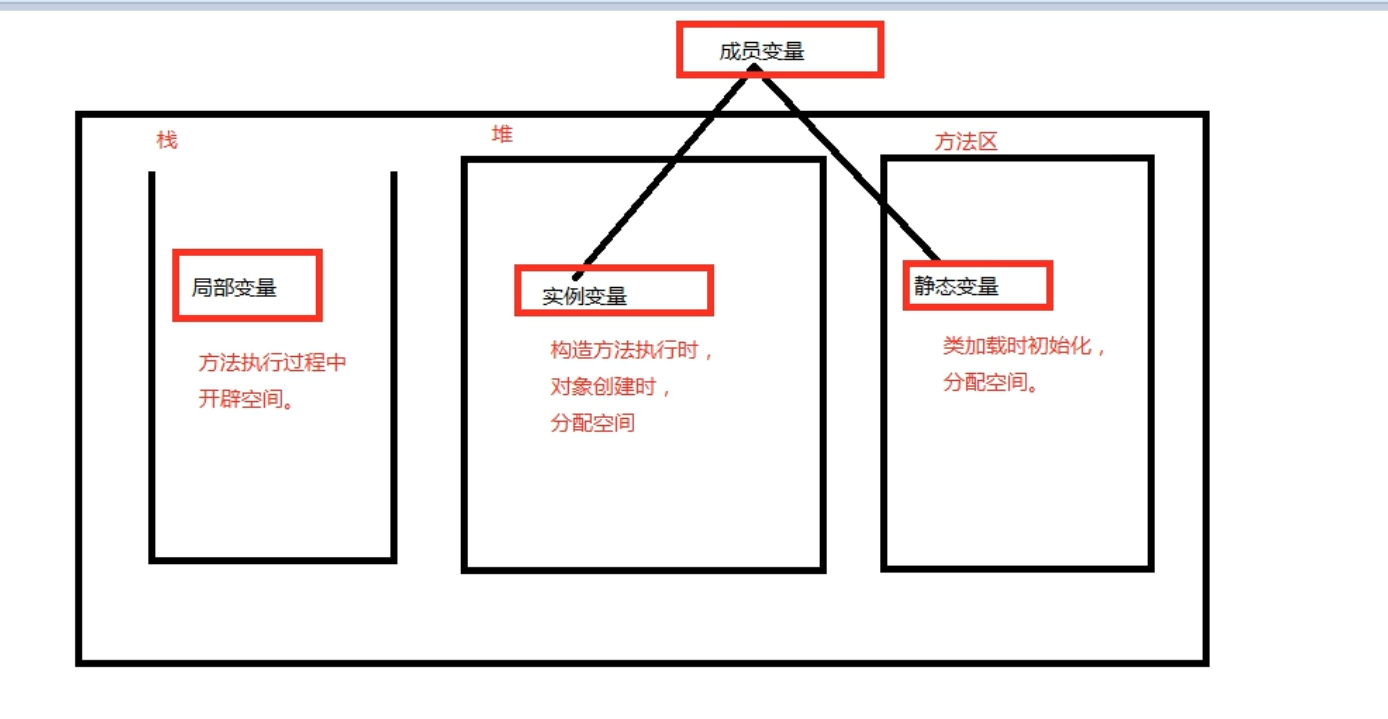 成员变量
栈
堆
方法区
局部变量
方法执行过程中
开辟空间。
实例变量
构造方法执行时，
对象创建时，
分配空间
静态变量
类加载时初始化，
分配空间。